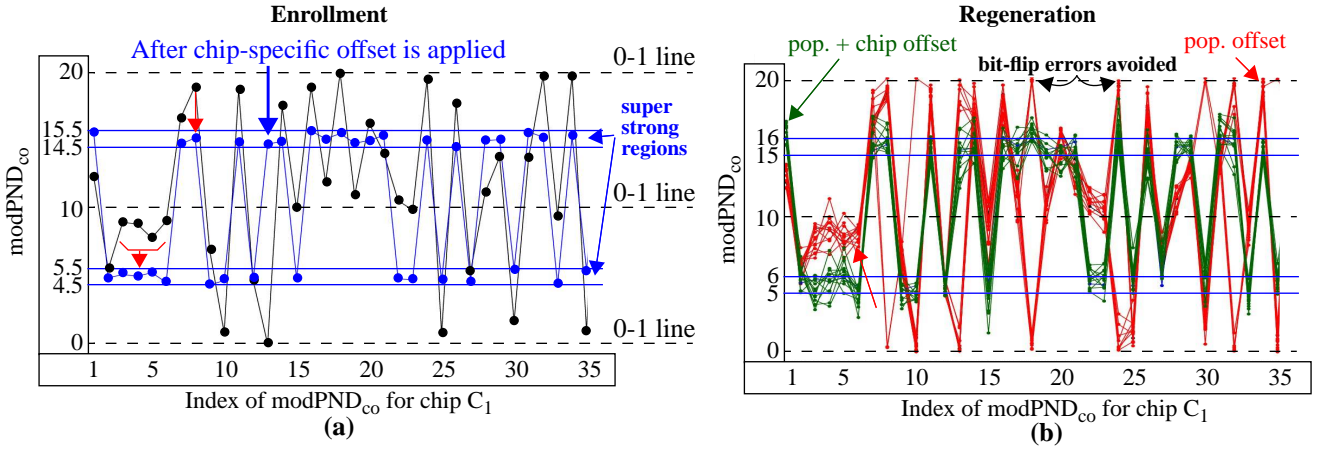 Enrollment
After chip-specific offset is applied
0-1 line
0-1 line
0-1 line
super
strong
regions
modPND_co
20
15.5
14.5
10
5.5
4.5
0
1 5 10 15 20 25 30 35
Index of modPND_co for chip C_1
(a)
Regeneration
pop. + chip offset
pop. offset
bit-flip errors avoided
modPND_co
20
16
15
10
6
5
0
1 5 10 15 20 25 30 35
Index of modPND_co for chip C_1
(b)